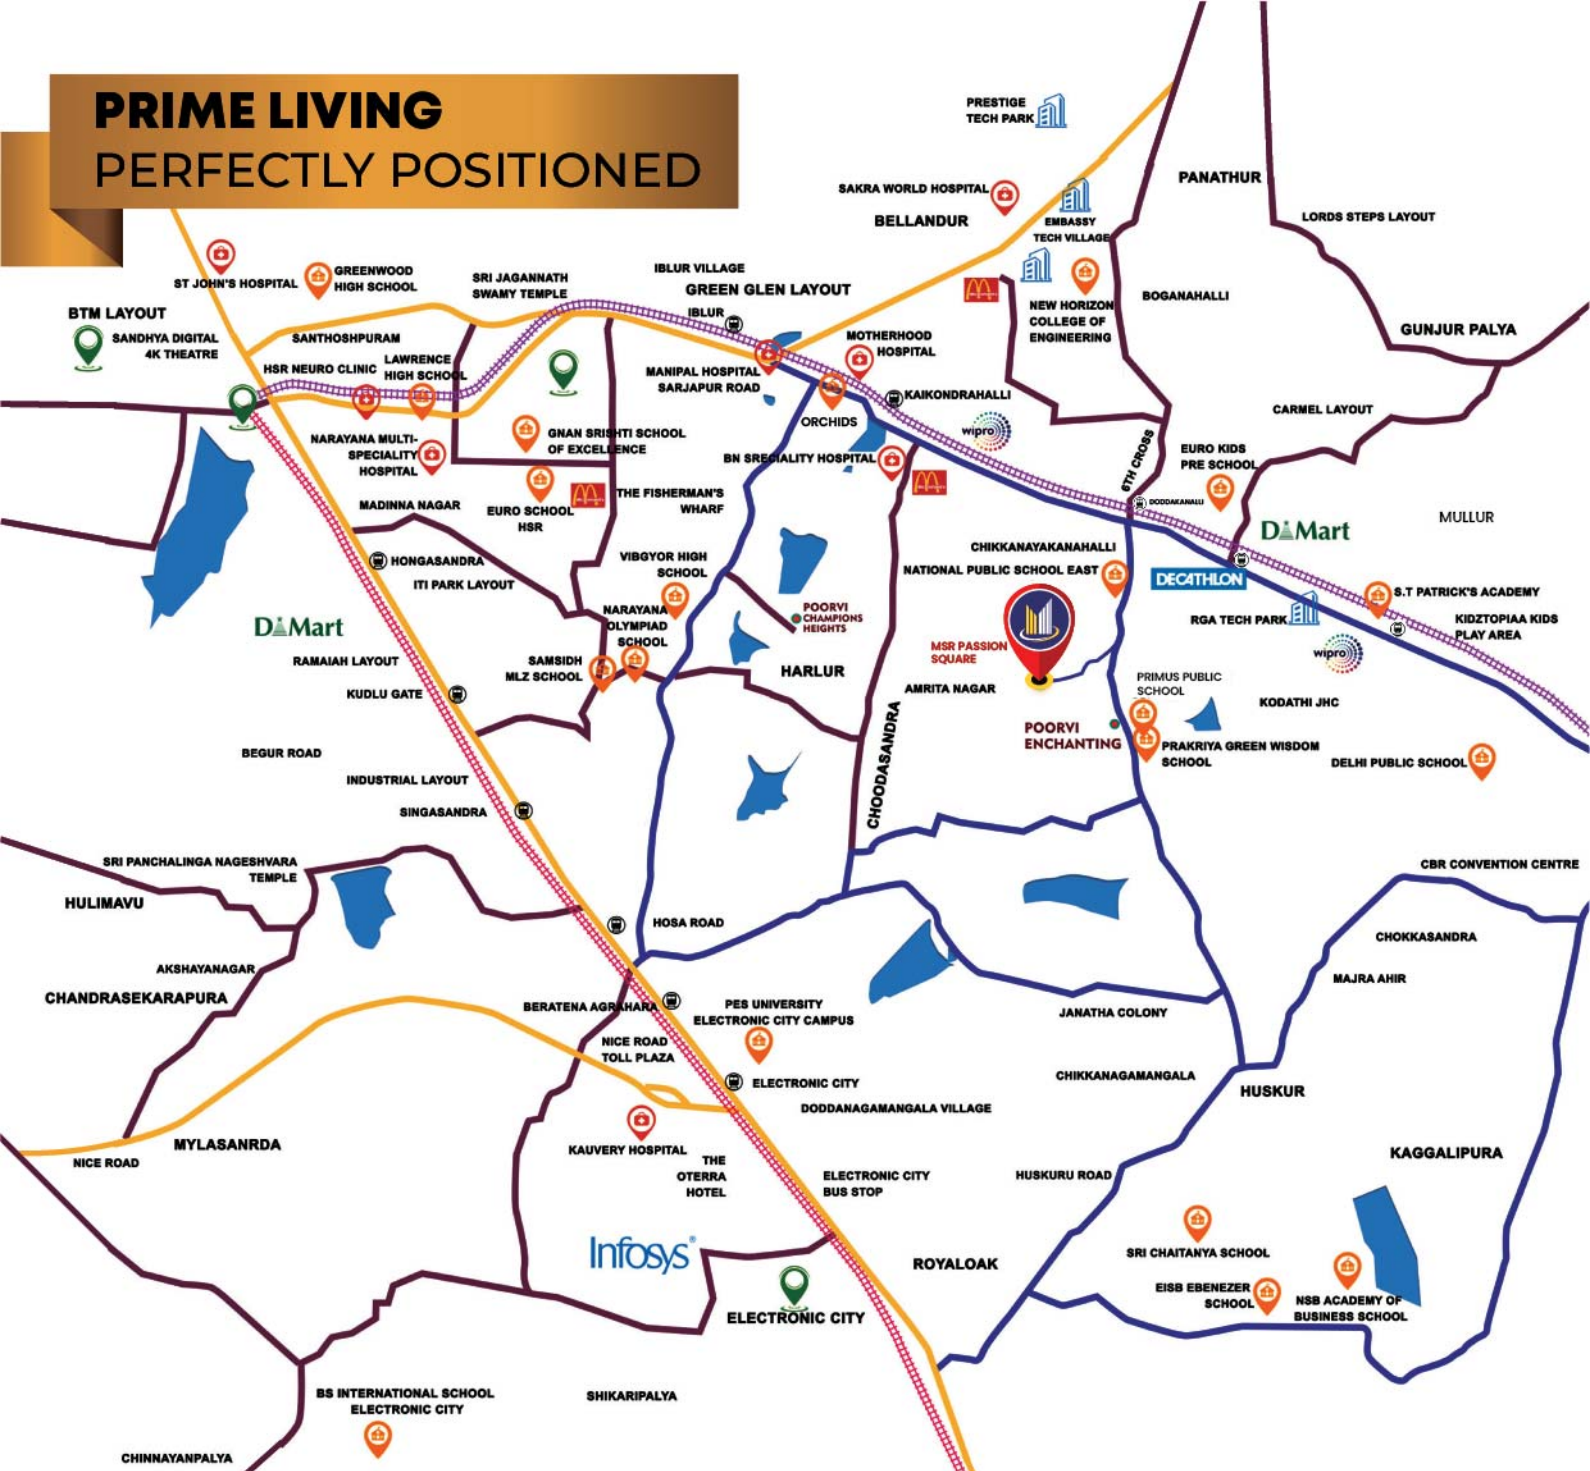 PRIME LIVING
PERFECTLY POSITIONED
PRESTIGE
TECH PARK
SAKRA WORLD HOSPITAL
BELLANDUR
EMBASSY
TECH VILLAGE
PANATHUR
LORDS STEPS LAYOUT
ST JOHN'S HOSPITAL
GREENWOOD
HIGH SCHOOL
SRI JAGANNATH
SWAMY TEMPLE
IBLUR VILLAGE
GREEN GLEN LAYOUT
IBLUR
NEW HORIZON
COLLEGE OF
ENGINEERING
BOGANAHALLI
GUNJUR PALYA
BTM LAYOUT
SANDHYA DIGITAL
4K THEATRE
SANTHOSHPURAM
HSR NEURO CLINIC
LAWRENCE
HIGH SCHOOL
MANIPAL HOSPITAL
SARJAPUR ROAD
MOTHERHOOD
HOSPITAL
KAIKONDRAHALLI
ORCHIDS
wipro
CARMEL LAYOUT
NARAYANA MULTI-
SPECIALITY
HOSPITAL
GNAN SRISHTI SCHOOL
OF EXCELLENCE
BN SRECIALITY HOSPITAL
6TH CROSS
EURO KIDS
PRE SCHOOL
MADINNA NAGAR
EURO SCHOOL
HSR
THE FISHERMAN'S
WHARF
DODDAKANALLI
DMart
MULLUR
HONGASANDRA
ITI PARK LAYOUT
VIBGYOR HIGH
SCHOOL
CHIKKANAYAKANAHALLI
NATIONAL PUBLIC SCHOOL EAST
DECATHLON
S.T PATRICK'S ACADEMY
DMart
NARAYANA
OLYMPIAD
SCHOOL
POORVI
CHAMPIONS
HEIGHTS
RGA TECH PARK
KIDZTOPIAA KIDS
PLAY AREA
RAMAIAH LAYOUT
SAMSIDH
MLZ SCHOOL
HARLUR
MSR PASSION
SQUARE
wipro
KUDLU GATE
AMRITA NAGAR
PRIMUS PUBLIC
SCHOOL
KODATHI JHC
BEGUR ROAD
CHOODASANDRA
POORVI
ENCHANTING
PRAKRIYA GREEN WISDOM
SCHOOL
DELHI PUBLIC SCHOOL
INDUSTRIAL LAYOUT
SINGASANDRA
SRI PANCHALINGA NAGESHVARA
TEMPLE
CBR CONVENTION CENTRE
HULIMAVU
HOSA ROAD
CHOKKASANDRA
AKSHAYANAGAR
MAJRA AHIR
CHANDRASEKARAPURA
BERATENA AGRAHARA
PES UNIVERSITY
ELECTRONIC CITY CAMPUS
JANATHA COLONY
NICE ROAD
TOLL PLAZA
ELECTRONIC CITY
CHIKKANAGAMANGALA
HUSKUR
DODDANAGAMANGALA VILLAGE
MYLASANRDA
NICE ROAD
KAUVERY HOSPITAL
KAGGALIPURA
THE
OTERRA
HOTEL
ELECTRONIC CITY
BUS STOP
HUSKURU ROAD
Infosys®
ROYALOAK
SRI CHAITANYA SCHOOL
EISB EBENEZER
SCHOOL
NSB ACADEMY OF
BUSINESS SCHOOL
ELECTRONIC CITY
BS INTERNATIONAL SCHOOL
ELECTRONIC CITY
SHIKARIPALYA
CHINNAYANPALYA